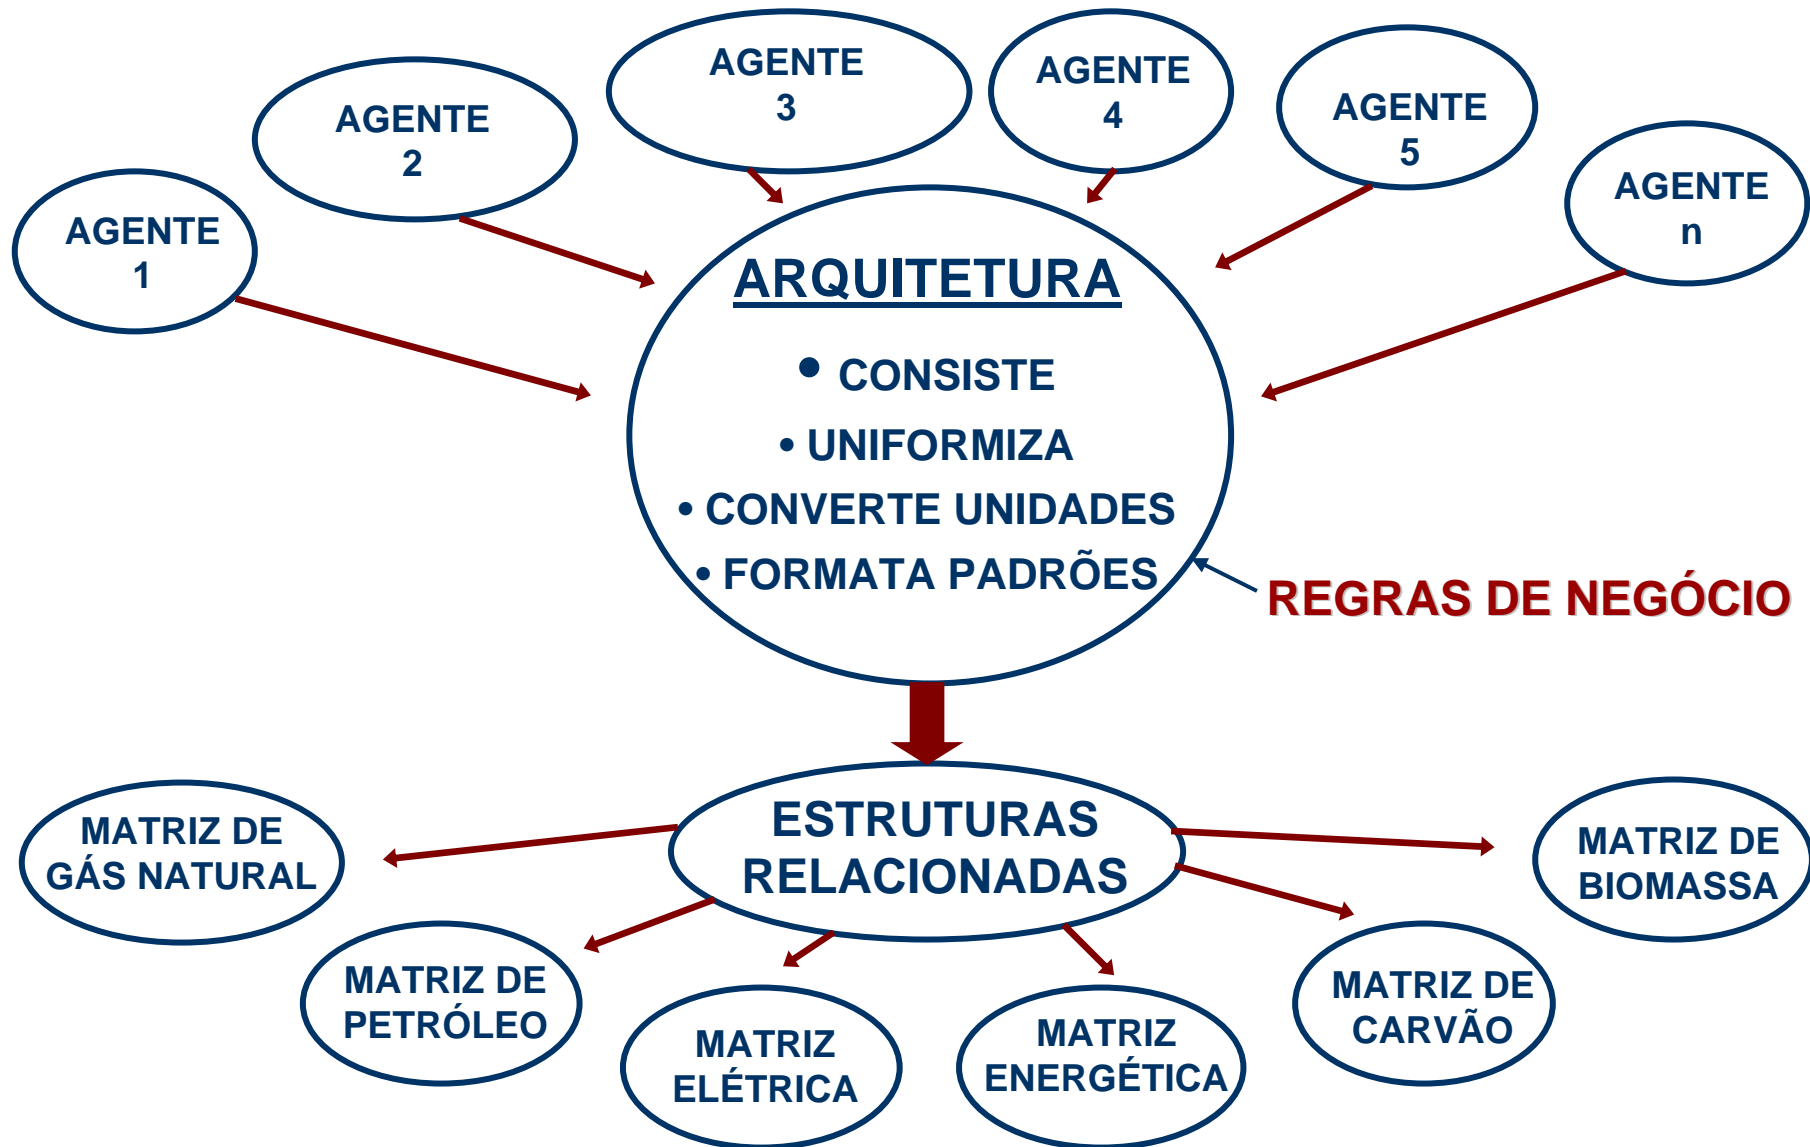 AGENTE
1
AGENTE
2
AGENTE
3
AGENTE
4
AGENTE
5
AGENTE
n
ARQUITETURA
• CONSISTE
• UNIFORMIZA
• CONVERTE UNIDADES
• FORMATA PADRÕES
REGRAS DE NEGÓCIO
ESTRUTURAS
RELACIONADAS
MATRIZ DE
GÁS NATURAL
MATRIZ DE
PETRÓLEO
MATRIZ
ELÉTRICA
MATRIZ
ENERGÉTICA
MATRIZ DE
CARVÃO
MATRIZ DE
BIOMASSA